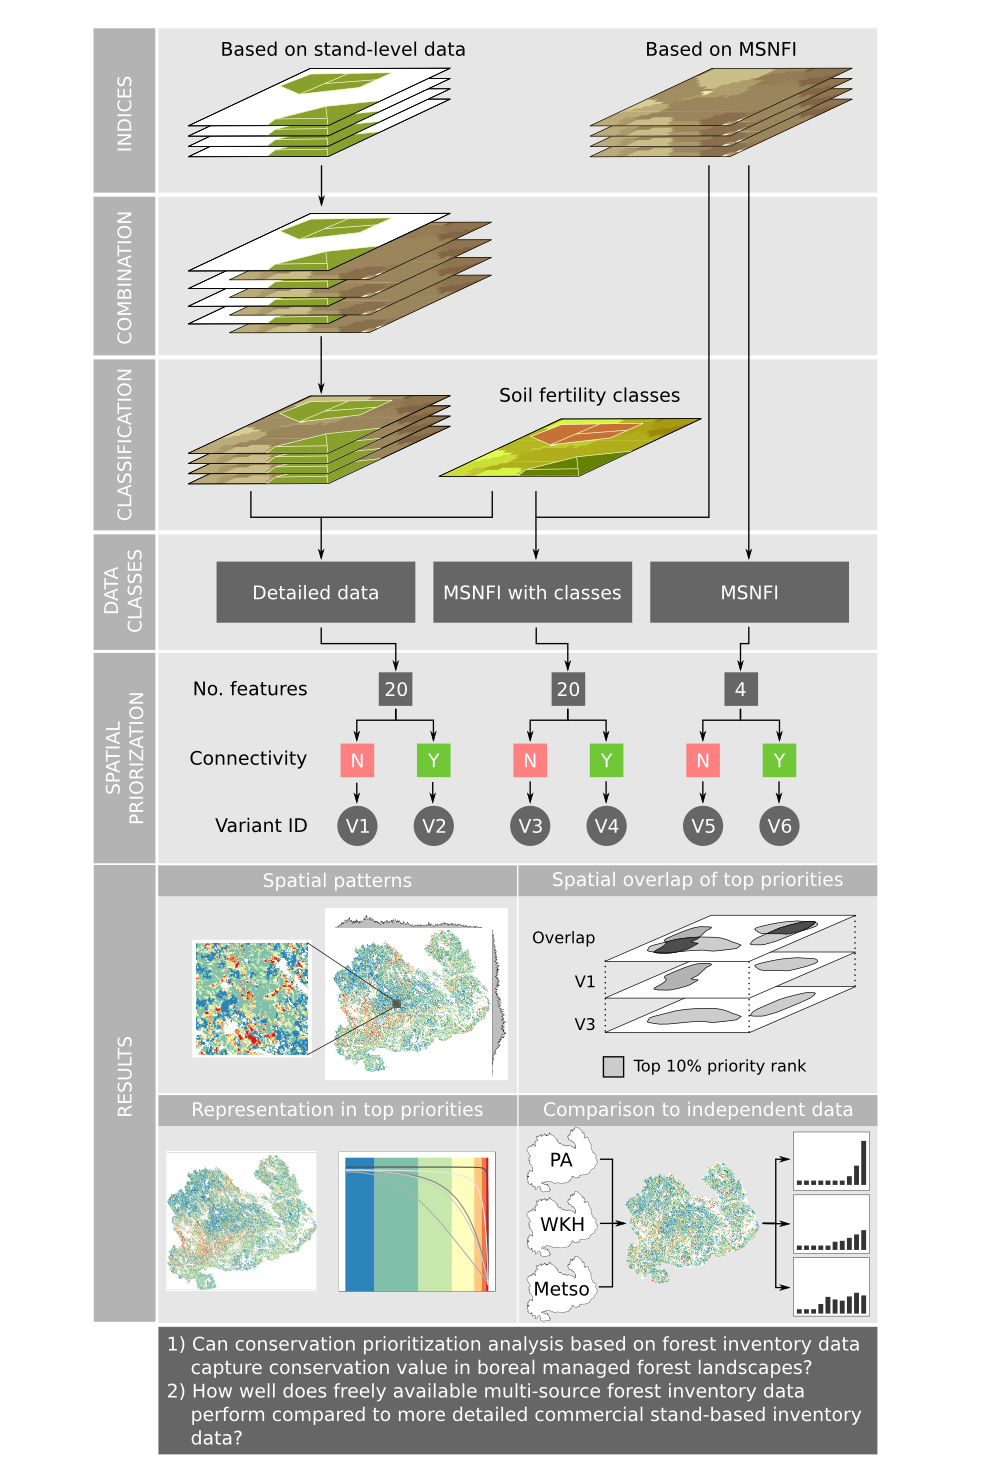 INDICES
Based on stand-level data
Based on MSNFI
COMBINATION
CLASSIFICATION
Soil fertility classes
DATA
CLASSES
Detailed data
MSNFI with classes
MSNFI
SPATIAL
PRIORIZATION
No. features
20
20
4
Connectivity
N
Y
N
Y
N
Y
Variant ID
V1
V2
V3
V4
V5
V6
RESULTS
Spatial patterns
Spatial overlap of top priorities
Overlap
V1
V3
Top 10% priority rank
Representation in top priorities
Comparison to independent data
PA
WKH
Metso
1) Can conservation prioritization analysis based on forest inventory data
capture conservation value in boreal managed forest landscapes?
2) How well does freely available multi-source forest inventory data
perform compared to more detailed commercial stand-based inventory
data?